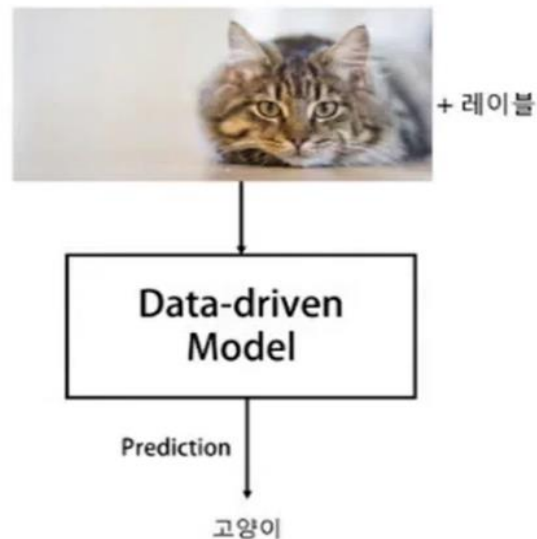 + 레이블
Data-driven
Model
Prediction
고양이